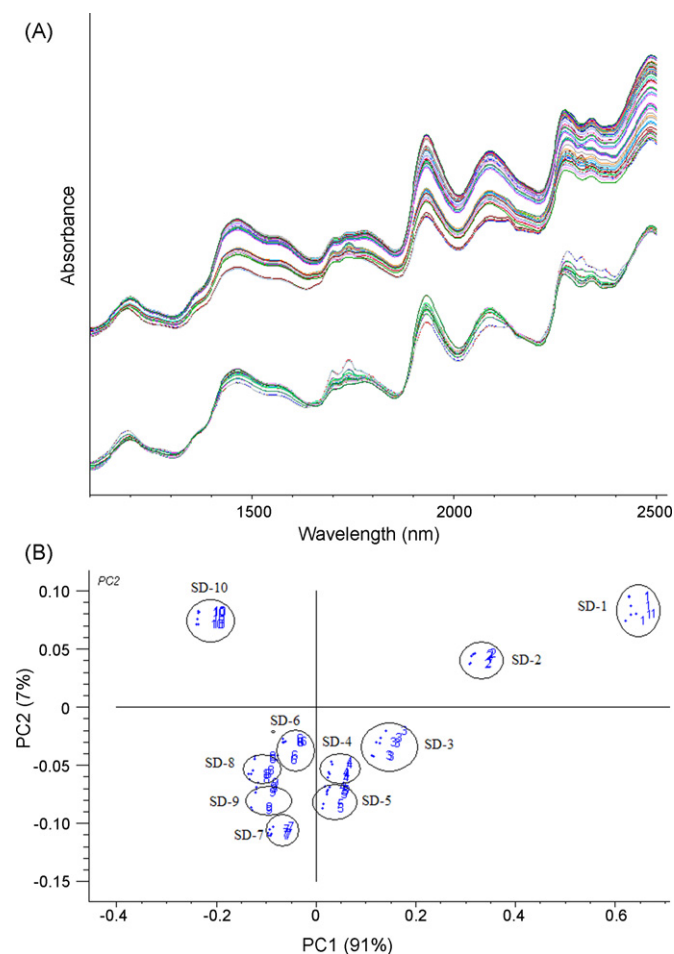 (A)
Absorbance
1500 2000 2500
Wavelength (nm)
(B)
PC2
0.10
0.05
0
-0.05
-0.10
-0.15
PC2 (7%)
SD-10
SD-1
SD-2
SD-6
SD-4
SD-3
SD-8
SD-9
SD-5
SD-7
-0.4 -0.2 0 0.2 0.4 0.6
PC1 (91%)